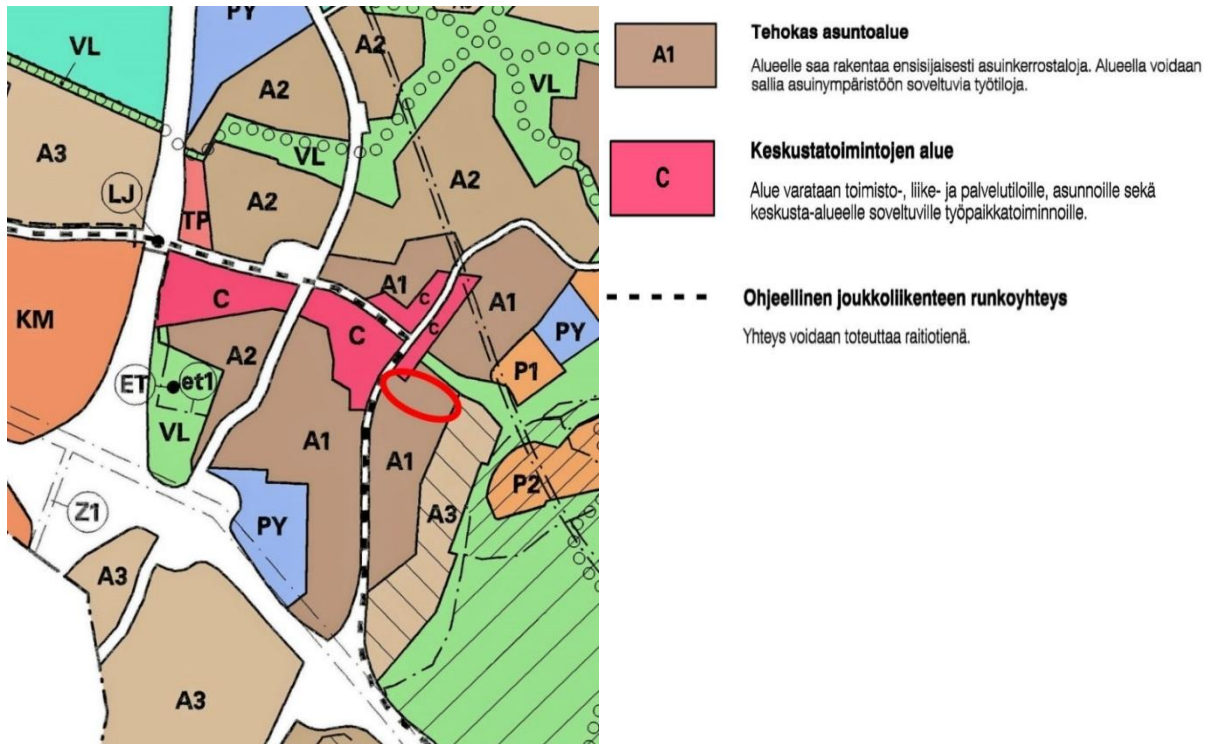 PY
VL
A2
A2
VL
A3
VL
A2
A2
LJ
TP
A1
C
C
A1
KM
C
C
PY
A2
P1
ET
et1
VL
A1
A1
P2
A3
Z1
PY
A3
A3
A1
Tehokas asuntoalue
Alueelle saa rakentaa ensisijaisesti asuinkerrostaloja. Alueella voidaan
sallia asuinympäristöön soveltuvia työtiloja.
C
Keskustatoimintojen alue
Alue varataan toimisto-, liike- ja palvelutiloille, asunnoille sekä
keskusta-alueelle soveltuville työpaikkatoiminnoille.
Ohjeellinen joukkoliikenteen runkoyhteys
Yhteys voidaan toteuttaa raitiotienä.